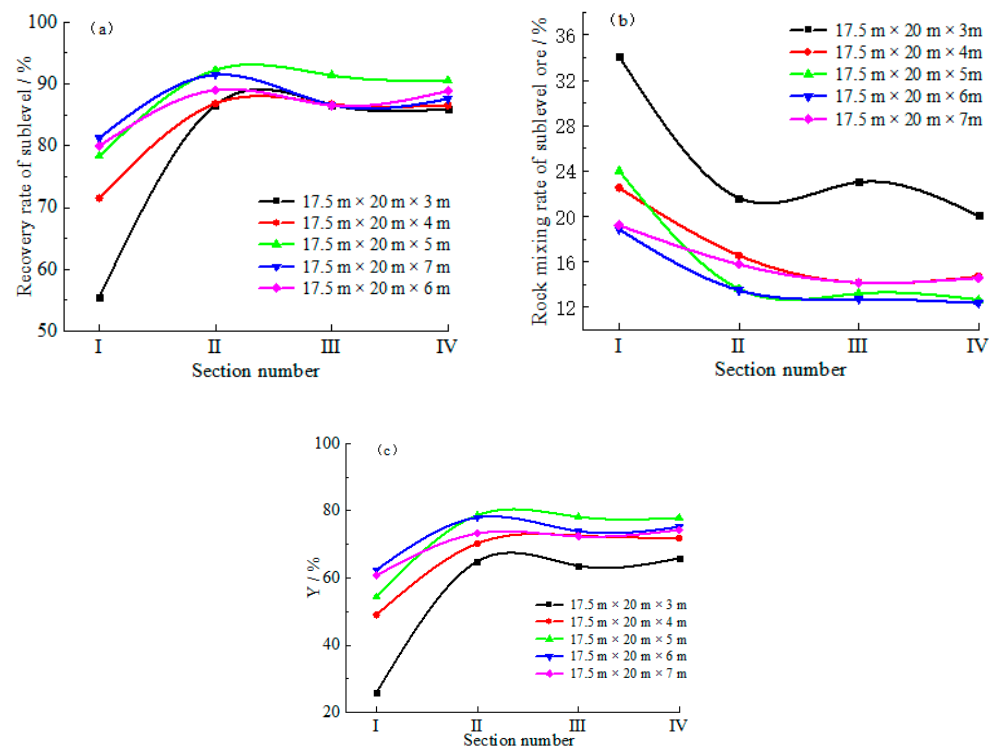 (a)
Recovery rate of sublevel / %
100
90
80
70
60
50
17.5 m × 20 m × 3 m
17.5 m × 20 m × 4 m
17.5 m × 20 m × 5 m
17.5 m × 20 m × 7 m
17.5 m × 20 m × 6 m
I II III IV
Section number
(b)
Rock mixing rate of sublevel ore / %
36
32
28
24
20
16
12
17.5 m × 20 m × 3m
17.5 m × 20 m × 4m
17.5 m × 20 m × 5m
17.5 m × 20 m × 6m
17.5 m × 20 m × 7m
I II III IV
Section number
(c)
Y / %
100
80
60
40
20
17.5 m × 20 m × 3 m
17.5 m × 20 m × 4 m
17.5 m × 20 m × 5 m
17.5 m × 20 m × 6 m
17.5 m × 20 m × 7 m
I II III IV
Section number